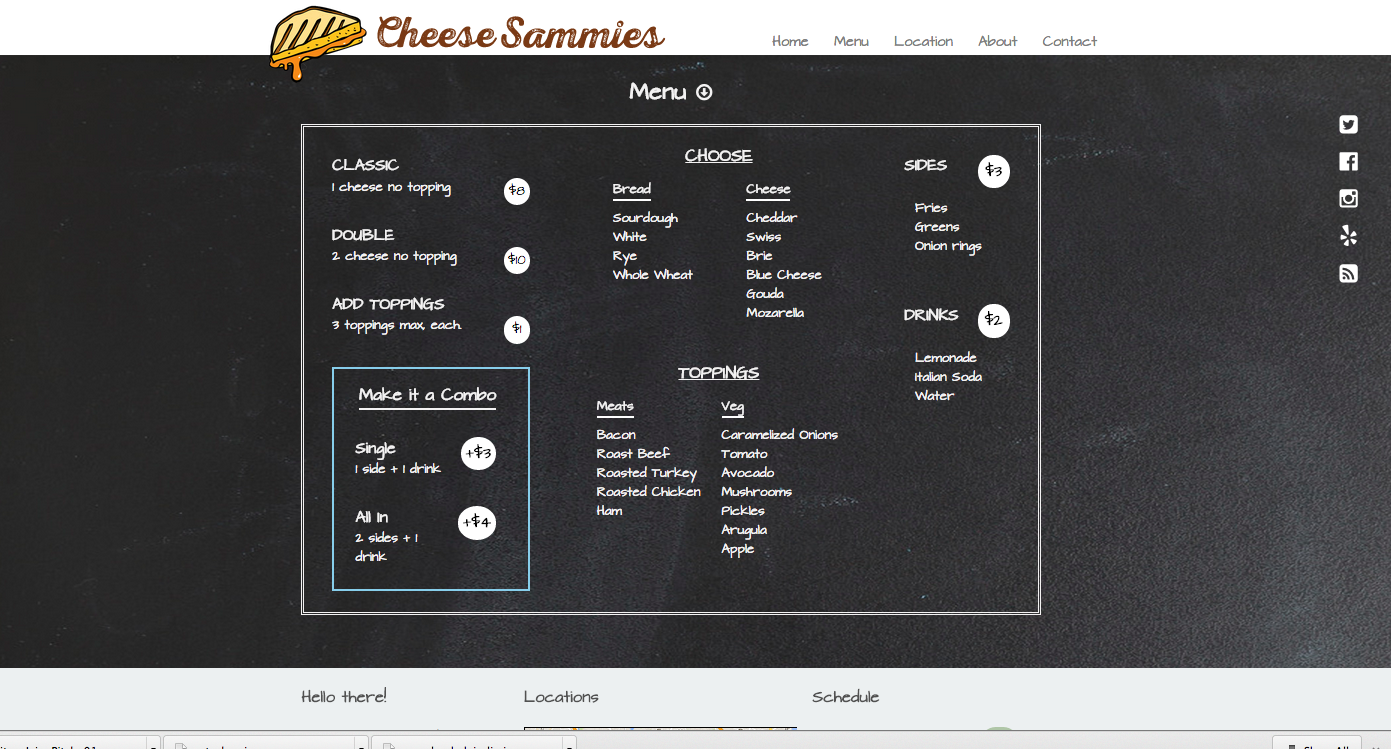 Cheese Sammies
Home Menu Location About Contact
Menu
CLASSIC
1 cheese no topping
$8
DOUBLE
2 cheese no topping
$10
ADD TOPPINGS
3 toppings max, each.
$1
Make it a Combo
Single
1 side + 1 drink
+$3
All In
2 sides + 1
drink
+$4
CHOOSE
Bread
Sourdough
White
Rye
Whole Wheat
Cheese
Cheddar
Swiss
Brie
Blue Cheese
Gouda
Mozarella
TOPPINGS
Meats
Bacon
Roast Beef
Roasted Turkey
Roasted Chicken
Ham
Veg
Caramelized Onions
Tomato
Avocado
Mushrooms
Pickles
Arugula
Apple
SIDES
$3
Fries
Greens
Onion rings
DRINKS
$2
Lemonade
Italian Soda
Water
Hello there!
Locations
Schedule